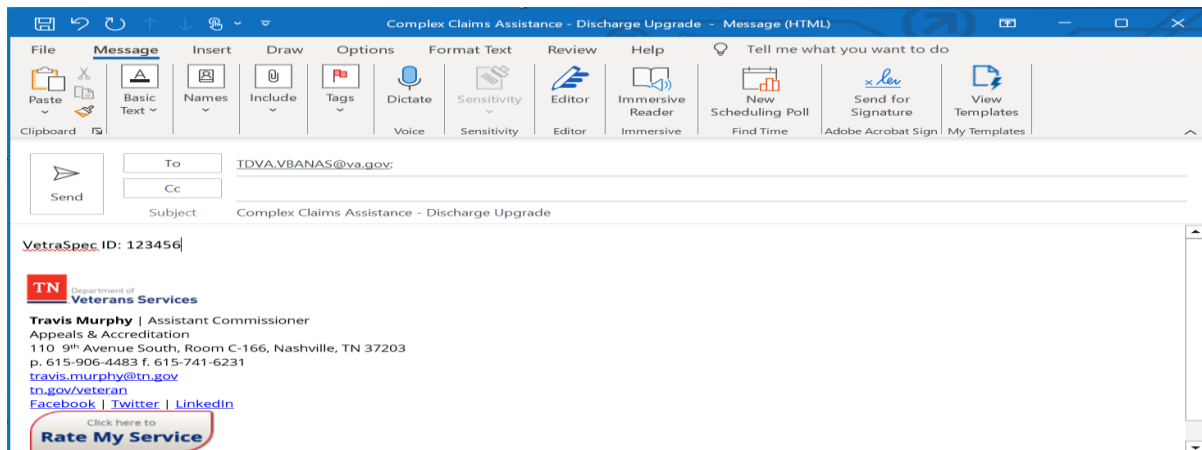 Complex Claims Assistance - Discharge Upgrade - Message (HTML)
File Message Insert Draw Options Format Text Review Help Tell me what you want to do
Paste
Basic Text
Names
Include
Tags
Dictate
Sensitivity
Editor
Immersive Reader
New Scheduling Poll
Send for Signature
View Templates
Clipboard Voice Sensitivity Editor Immersive Find Time Adobe Acrobat Sign My Templates
Send
To TDVA.VBANAS@va.gov;
Cc
Subject Complex Claims Assistance - Discharge Upgrade
VetraSpec ID: 123456
TN Department of
Veterans Services
Travis Murphy | Assistant Commissioner
Appeals & Accreditation
110 9th Avenue South, Room C-166, Nashville, TN 37203
p. 615-906-4483 f. 615-741-6231
travis.murphy@tn.gov
tn.gov/veteran
Facebook | Twitter | LinkedIn
Click here to
Rate My Service